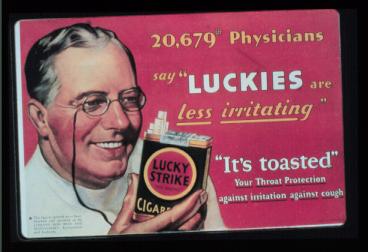 20,679* Physicians
say "LUCKIES are
less irritating"
"It's toasted"
Your Throat Protection
against irritation against cough
LUCKY
STRIKE
CIGARE